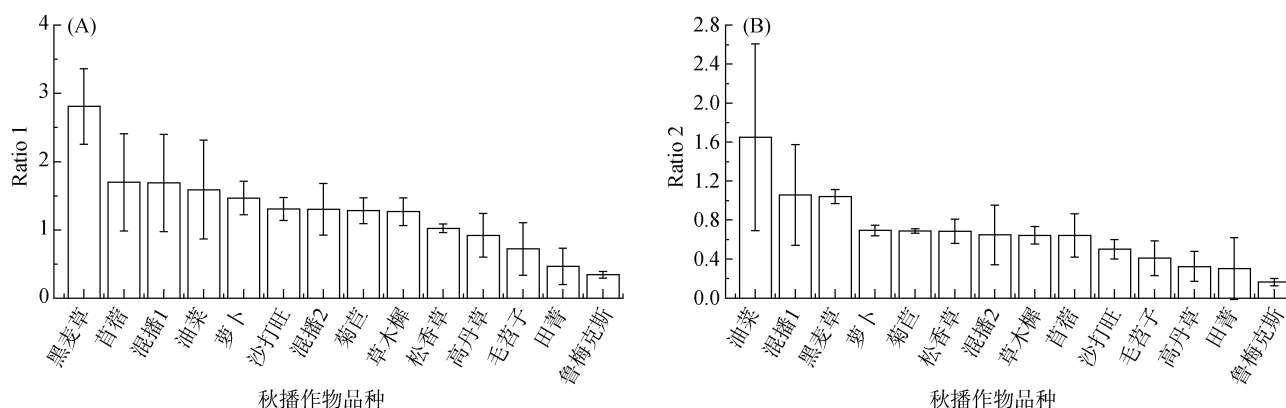 (A)
Ratio 1
4
3
2
1
0
黑麦草
苜蓿
混播1
油菜
萝卜
沙打旺
混播2
菊苣
草木樨
松香草
高丹草
毛苕子
田菁
鲁梅克斯
秋播作物品种
(B)
Ratio 2
2.8
2.4
2.0
1.6
1.2
0.8
0.4
0.0
油菜
混播1
黑麦草
萝卜
菊苣
松香草
混播2
草木樨
苜蓿
沙打旺
毛苕子
高丹草
田菁
鲁梅克斯
秋播作物品种